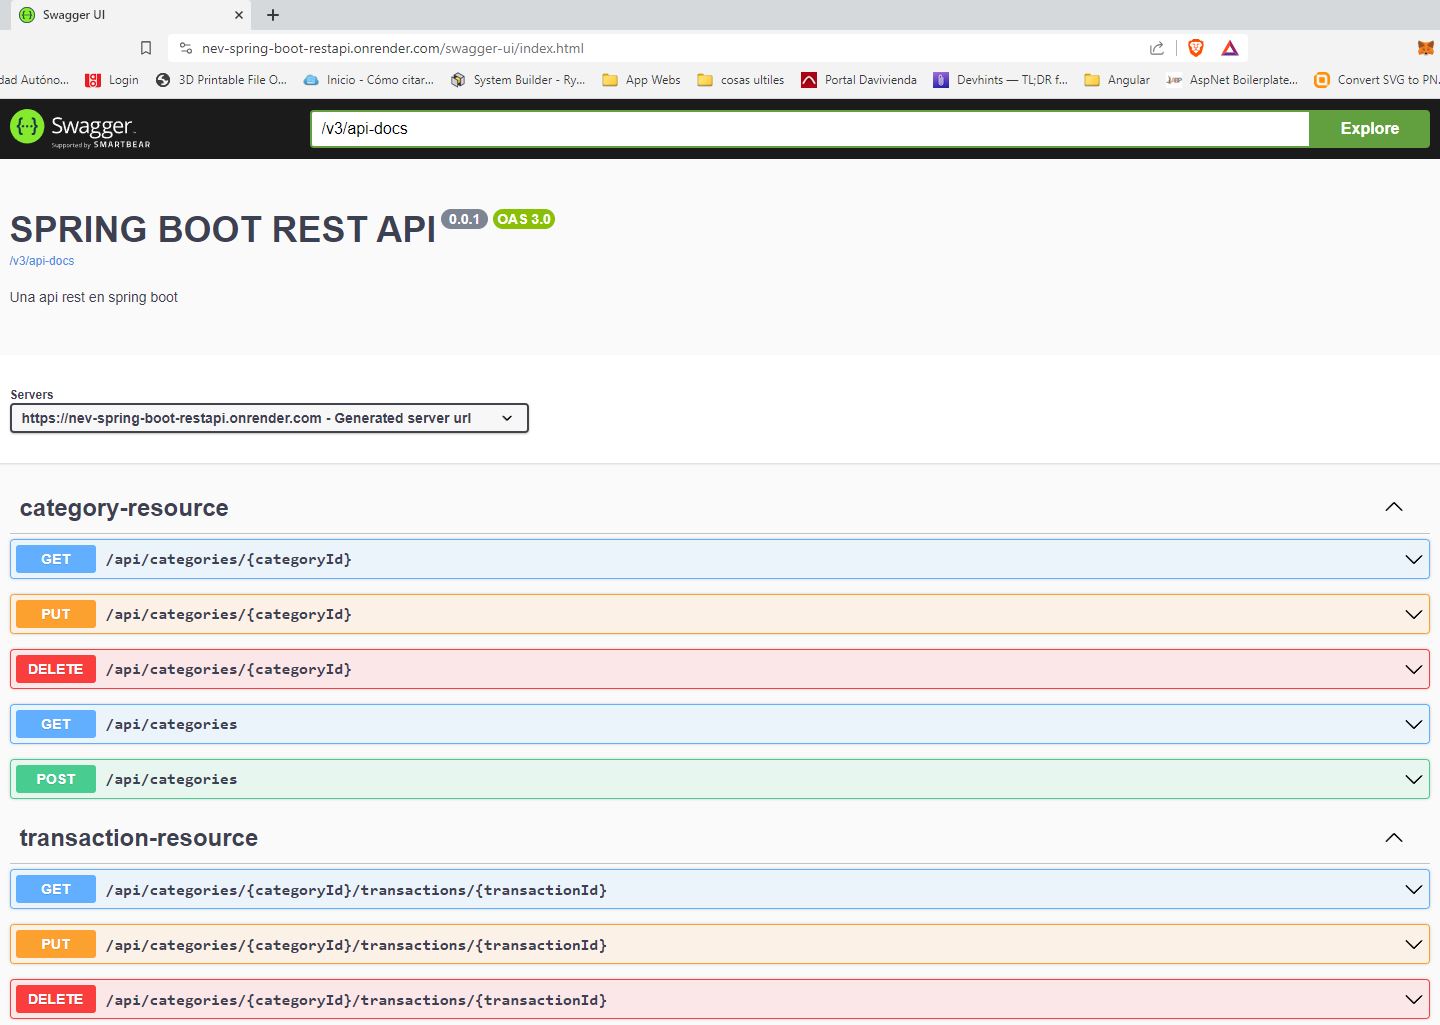 Swagger UI
nev-spring-boot-restapi.onrender.com/swagger-ui/index.html
dad Autóno... Login 3D Printable File O... Inicio - Cómo citar... System Builder - Ry... App Webs cosas ultiles Portal Davivienda Devhints — TL;DR f... Angular AspNet Boilerplate... Convert SVG to PN.
Swagger
Supported by SMARTBEAR
/v3/api-docs
Explore
SPRING BOOT REST API 0.0.1 OAS 3.0
/v3/api-docs
Una api rest en spring boot
Servers
https://nev-spring-boot-restapi.onrender.com - Generated server url
category-resource
GET /api/categories/{categoryId}
PUT /api/categories/{categoryId}
DELETE /api/categories/{categoryId}
GET /api/categories
POST /api/categories
transaction-resource
GET /api/categories/{categoryId}/transactions/{transactionId}
PUT /api/categories/{categoryId}/transactions/{transactionId}
DELETE /api/categories/{categoryId}/transactions/{transactionId}